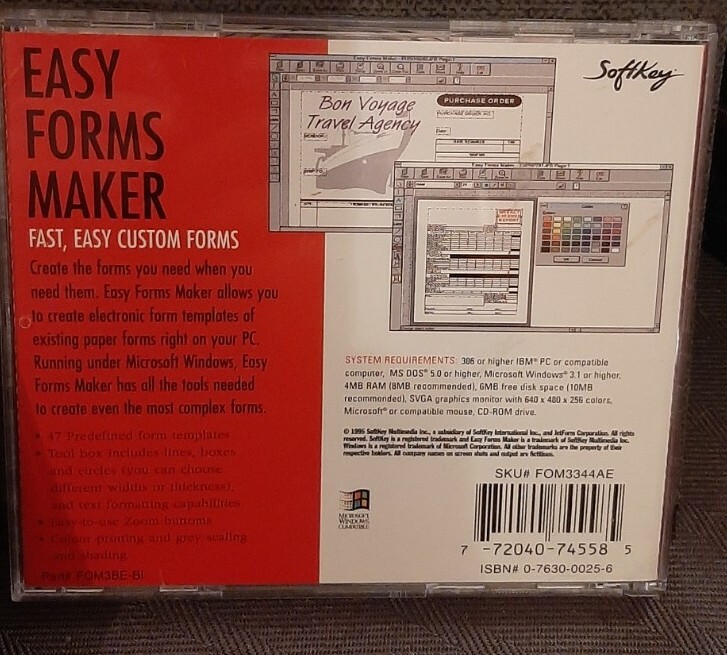 EASY
FORMS
MAKER
FAST, EASY CUSTOM FORMS
Create the forms you need when you
need them. Easy Forms Maker allows you
to create electronic form templates of
existing paper forms right on your PC.
Running under Microsoft Windows, Easy
Forms Maker has all the tools needed
to create even the most complex forms.
• 47 Predefined form templates
• Tool box includes lines, boxes
and circles (you can choose
different widths or thickness),
and text formatting capabilities
• Easy-to-use Zoom buttons
• Colour printing and grey scaling
and shading
Part# FOM3BE-BI
SoftKey
Bon Voyage
Travel Agency
PURCHASE ORDER
Colors
SYSTEM REQUIREMENTS: 386 or higher IBM® PC or compatible
computer, MS DOS® 5.0 or higher, Microsoft Windows® 3.1 or higher,
4MB RAM (8MB recommended), 6MB free disk space (10MB
recommended), SVGA graphics monitor with 640 x 480 x 256 colors,
Microsoft® or compatible mouse, CD-ROM drive.
© 1995 SoftKey Multimedia Inc., a subsidiary of SoftKey International Inc., and JetForm Corporation. All rights
reserved. SoftKey is a registered trademark and Easy Forms Maker is a trademark of SoftKey Multimedia Inc.
Windows is a registered trademark of Microsoft Corporation. All other trademarks are the property of their
respective holders. All company names on screen shots and output are fictitious.
MICROSOFT
WINDOWS
COMPATIBLE
SKU# FOM3344AE
7 -72040-74558 5
ISBN# 0-7630-0025-6